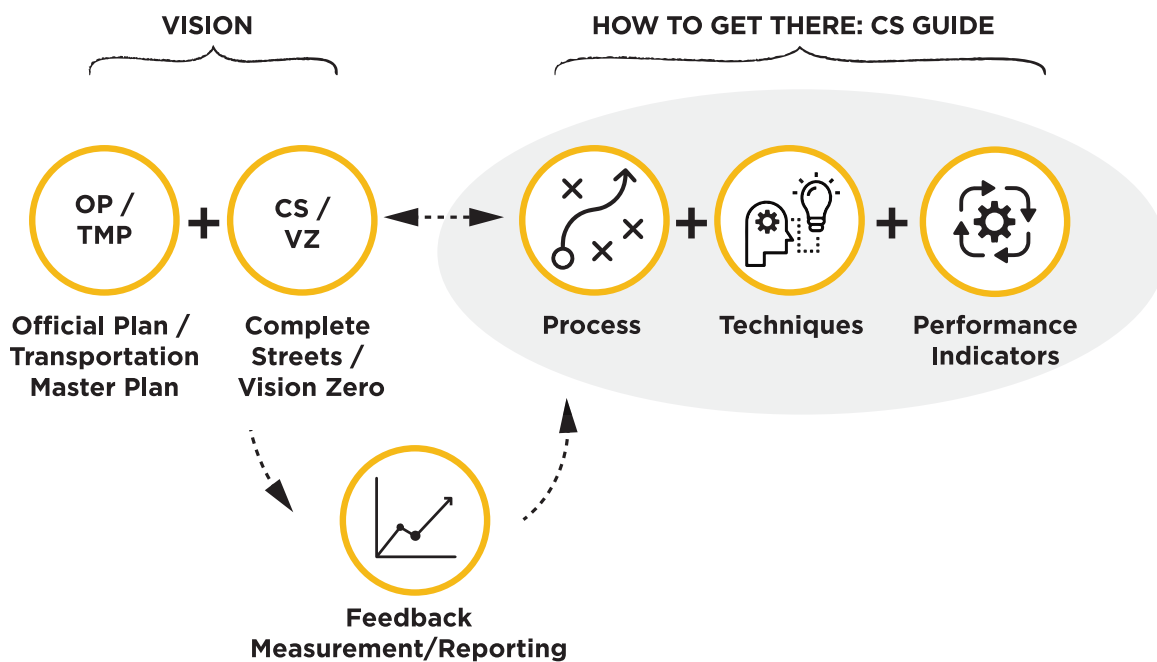 VISION
HOW TO GET THERE: CS GUIDE
OP /
TMP
CS /
VZ
Official Plan /
Transportation
Master Plan
Complete
Streets /
Vision Zero
Process
Techniques
Performance
Indicators
Feedback
Measurement/Reporting